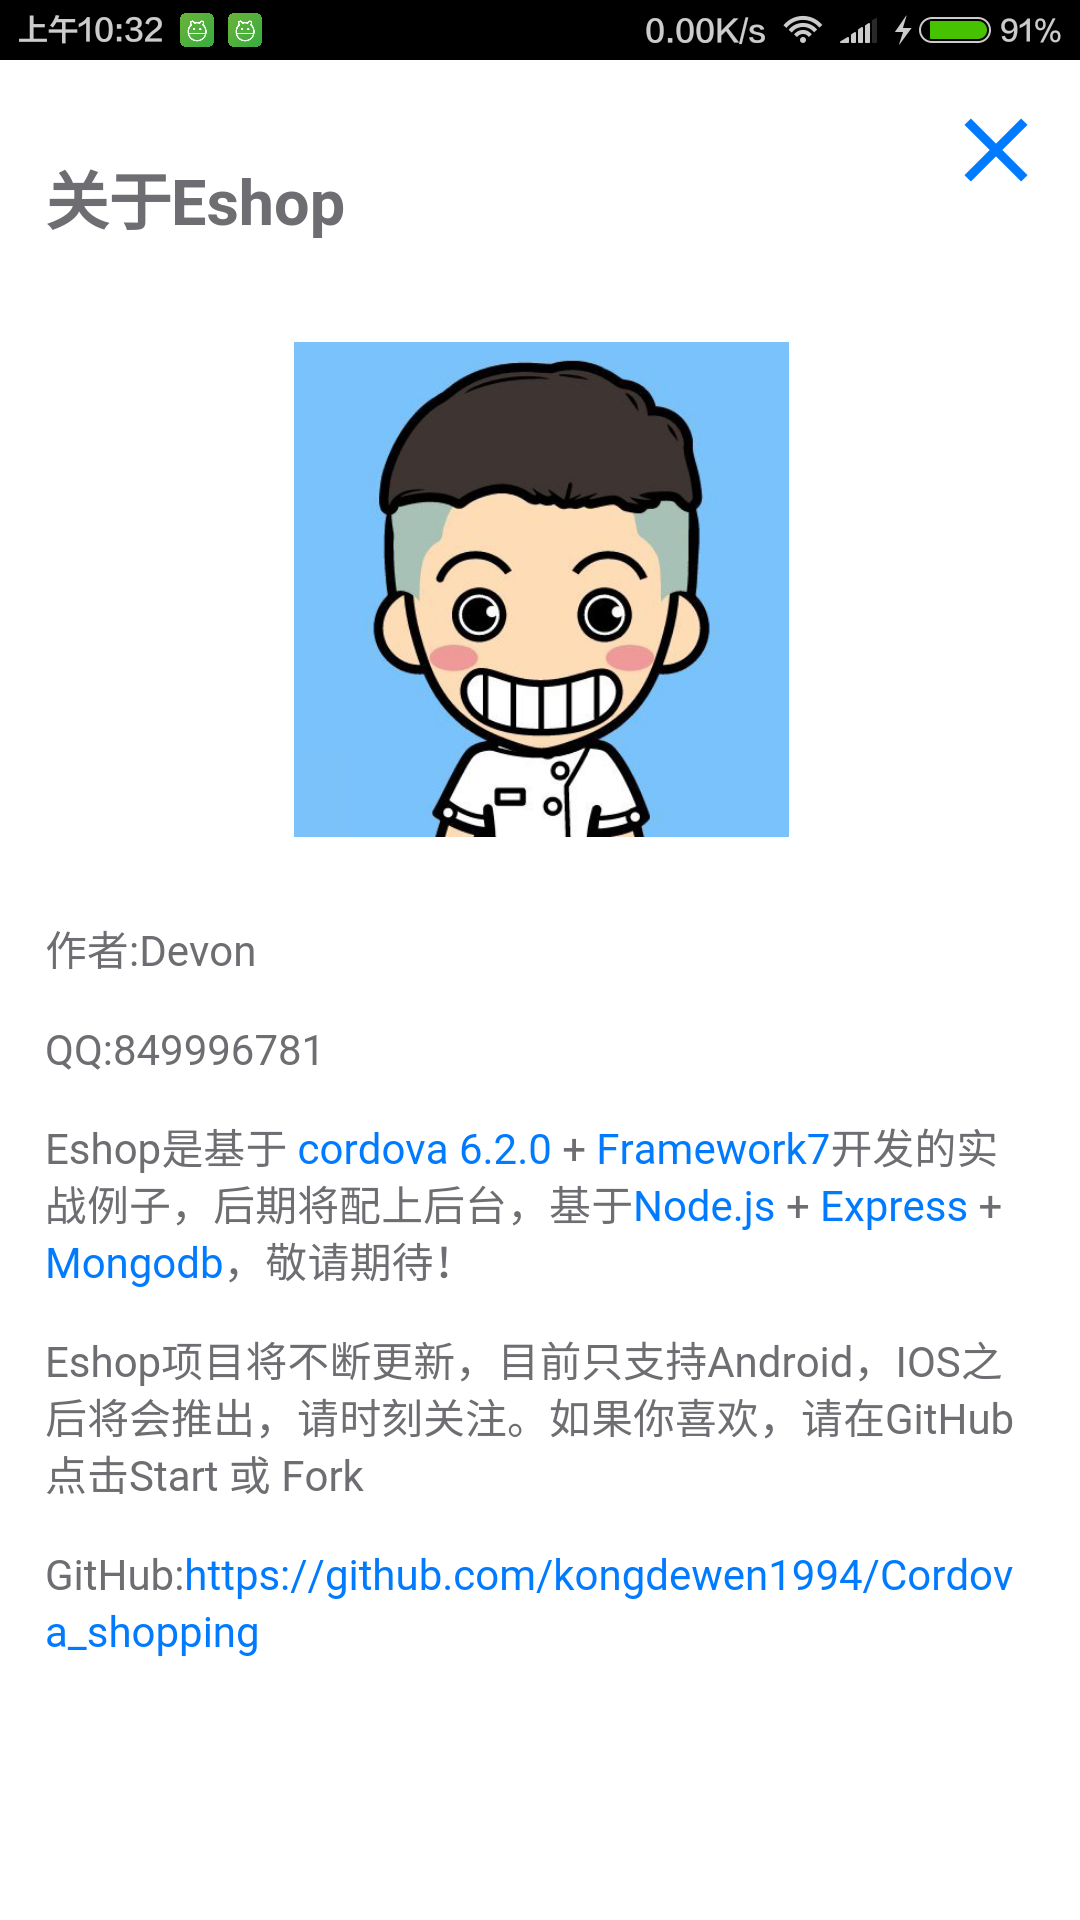 上午10:32 0.00K/s 91%
关于Eshop
作者:Devon
QQ:849996781
Eshop是基于 cordova 6.2.0 + Framework7开发的实
战例子，后期将配上后台，基于Node.js + Express +
Mongodb，敬请期待！
Eshop项目将不断更新，目前只支持Android，IOS之
后将会推出，请时刻关注。如果你喜欢，请在GitHub
点击Start 或 Fork
GitHub:https://github.com/kongdewen1994/Cordov
a_shopping